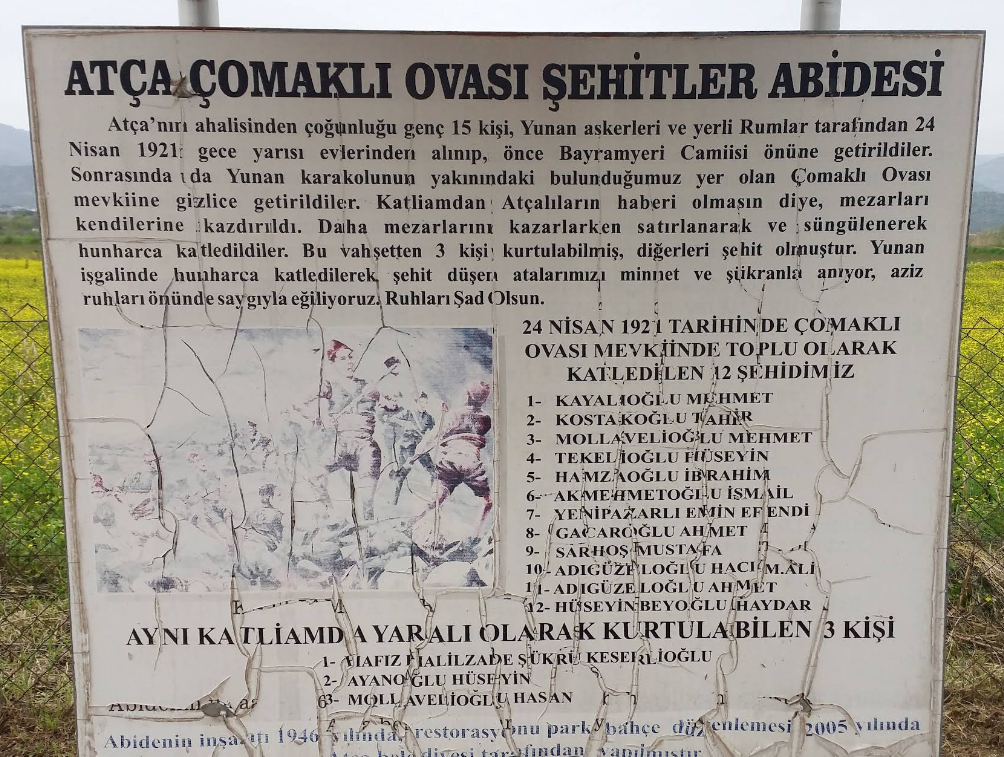 ATÇA ÇOMAKLI OVASI ŞEHİTLER ABİDESİ
Atça'nın ahalisinden çoğunluğu genç 15 kişi, Yunan askerleri ve yerli Rumlar tarafından 24
Nisan 1921 gece yarısı evlerinden alınıp, önce Bayramyeri Camiisi önüne getirildiler.
Sonrasında da Yunan karakolunun yakınındaki bulunduğumuz yer olan Çomaklı Ovası
mevkiine gizlice getirildiler. Katliamdan Atçalıların haberi olmasın diye, mezarları
kendilerine kazdırıldı. Daha mezarlarını kazarlarken satırlanarak ve süngülenerek
hunharca katledildiler. Bu vahşetten 3 kişi kurtulabilmiş, diğerleri şehit olmuştur. Yunan
işgalinde hunharca katledilerek şehit düşen atalarımızı minnet ve şükranla anıyor, aziz
ruhları önünde saygıyla eğiliyoruz. Ruhları Şad Olsun.
24 NİSAN 1921 TARİHİNDE ÇOMAKLI
OVASI MEVKİİNDE TOPLU OLARAK
KATLEDİLEN 12 ŞEHİDİMİZ
1- KAYALIOĞLU MEHMET
2- KOSTAKOĞLU TAHİR
3- MOLLAVELİOĞLU MEHMET
4- TEKELİOĞLU HÜSEYİN
5- HAMZAOĞLU İBRAHİM
6- AKMEHMETOĞLU İSMAİL
7- YENİPAZARLI EMİN EFENDİ
8- GACAROĞLU AHMET
9- SARHOŞ MUSTAFA
10- ADIGÜZELOĞLU HACI M.ALİ
11- ADIGÜZELOĞLU AHMET
12- HÜSEYİNBEYOĞLU HAYDAR
AYNI KATLİAMDA YARALI OLARAK KURTULABİLEN 3 KİŞİ
1- HAFIZ HALİLZADE ŞÜKRÜ KESERLİOĞLU
2- AYANOĞLU HÜSEYİN
3- MOLLAVELİOĞLU HASAN
Abidenin inşaatı 1946 yılında, restorasyonu park bahçe düzenlemesi 2005 yılında
Atça belediyesi tarafından yapılmıştır.